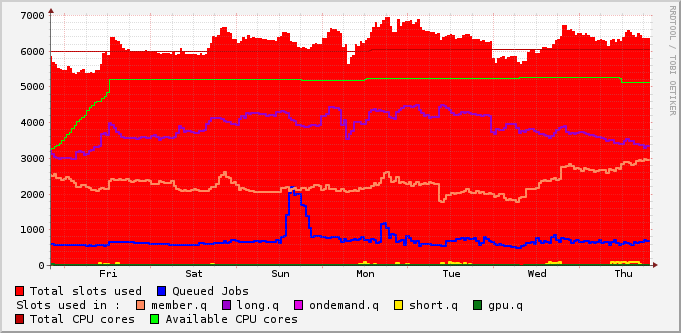 7000
6000
5000
4000
3000
2000
1000
0
Fri Sat Sun Mon Tue Wed Thu
RRDTOOL / TOBI OETIKER
Total slots used Queued Jobs
Slots used in : member.q long.q ondemand.q short.q gpu.q
Total CPU cores Available CPU cores